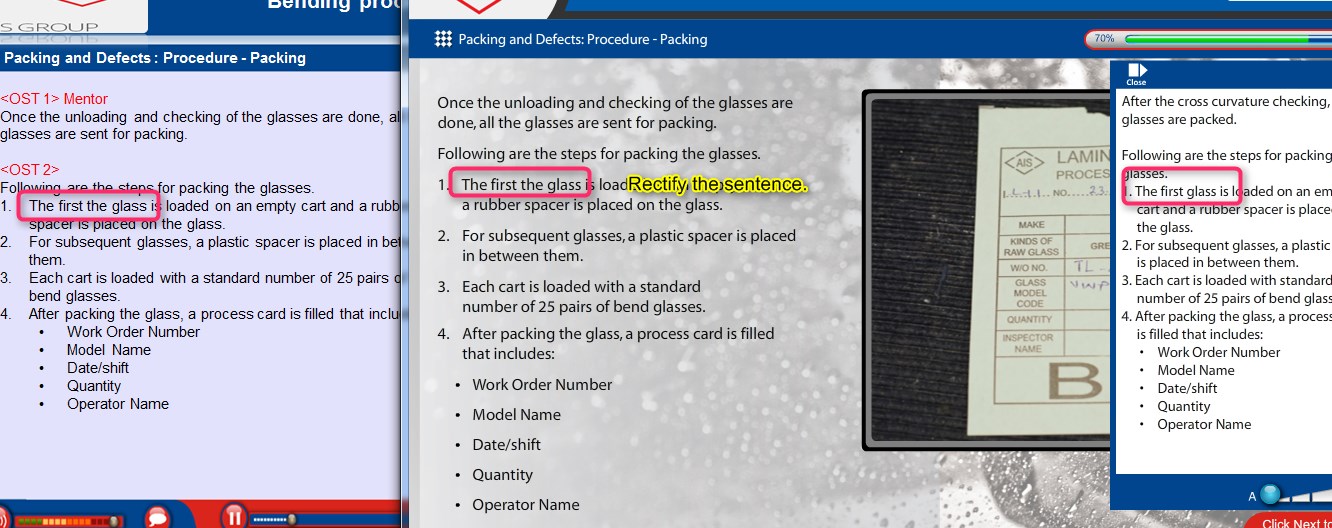 Bending
S GROUP
Packing and Defects : Procedure - Packing
<OST 1> Mentor
Once the unloading and checking of the glasses are done,
glasses are sent for packing.
<OST 2>
Following are the steps for packing the glasses.
1. The first the glass is loaded on an empty cart and a
spacer is placed on the glass.
2. For subsequent glasses, a plastic spacer is placed in
them.
3. Each cart is loaded with a standard number of 25 pairs
bend glasses.
4. After packing the glass, a process card is filled that
• Work Order Number
• Model Name
• Date/shift
• Quantity
• Operator Name
Packing and Defects: Procedure - Packing
70%
Once the unloading and checking of the glasses are
done, all the glasses are sent for packing.
Following are the steps for packing the glasses.
1. The first the glass is Rectify the sentence.
a rubber spacer is placed on the glass.
2. For subsequent glasses, a plastic spacer is placed
in between them.
3. Each cart is loaded with a standard
number of 25 pairs of bend glasses.
4. After packing the glass, a process card is filled
that includes:
• Work Order Number
• Model Name
• Date/shift
• Quantity
• Operator Name
AIS
PROCES
NO. 23
MAKE
KINDS OF
RAW GLASS GRE
W/O NO. TL
GLASS
MODEL
CODE
QUANTITY
INSPECTOR
NAME
B
Close
After the cross curvature checking,
glasses are packed.
Following are the steps for packing
glasses.
1. The first glass is loaded on an
cart and a rubber spacer is
the glass.
2. For subsequent glasses, a plastic
is placed in between them.
3. Each cart is loaded with standard
number of 25 pairs of bend
4. After packing the glass, a
is filled that includes:
• Work Order Number
• Model Name
• Date/shift
• Quantity
• Operator Name
A
Click Next to